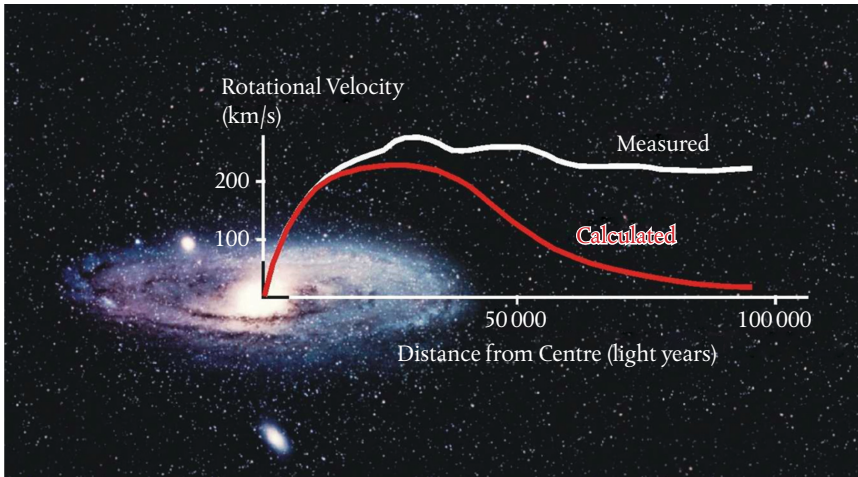 Rotational Velocity
(km/s)
Measured
200
100
Calculated
50 000
100 000
Distance from Centre (light years)